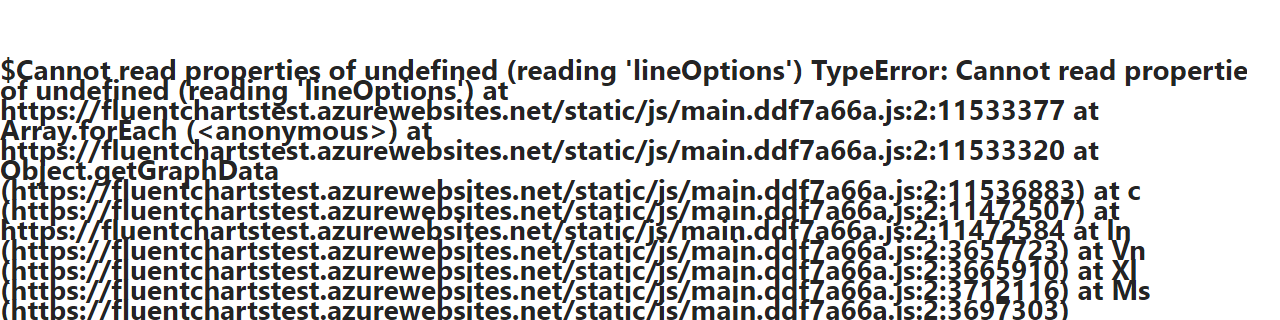 $Cannot read properties of undefined (reading 'lineOptions') TypeError: Cannot read propertie
of undefined (reading 'lineOptions') at
https://fluentchartstest.azurewebsites.net/static/js/main.ddf7a66a.js:2:11533377 at
Array.forEach (<anonymous>) at
https://fluentchartstest.azurewebsites.net/static/js/main.ddf7a66a.js:2:11533320 at
Object.getGraphData
(https://fluentchartstest.azurewebsites.net/static/js/main.ddf7a66a.js:2:11536883) at c
(https://fluentchartstest.azurewebsites.net/static/js/main.ddf7a66a.js:2:11472507) at
https://fluentchartstest.azurewebsites.net/static/js/main.ddf7a66a.js:2:11472584 at In
(https://fluentchartstest.azurewebsites.net/static/js/main.ddf7a66a.js:2:3657723) at Vn
(https://fluentchartstest.azurewebsites.net/static/js/main.ddf7a66a.js:2:3665910) at Xl
(https://fluentchartstest.azurewebsites.net/static/js/main.ddf7a66a.js:2:3712116) at Ms
(https://fluentchartstest.azurewebsites.net/static/js/main.ddf7a66a.js:2:3697303)